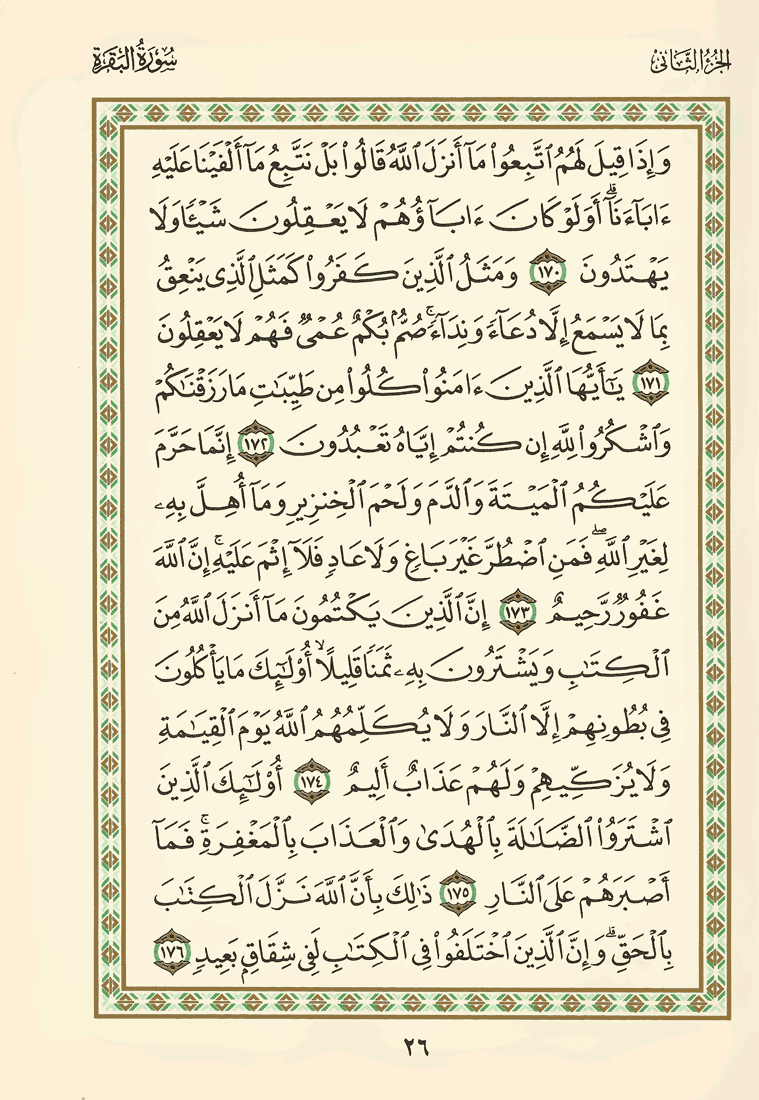 الجزء الثانى
سورة البقرة
وَإِذَا قِيلَ لَهُمُ ٱتَّبِعُوا۟ مَآ أَنزَلَ ٱللَّهُ قَالُوا۟ بَلْ نَتَّبِعُ مَآ أَلْفَيْنَا عَلَيْهِ
ءَابَآءَنَآ ۗ أَوَلَوْ كَانَ ءَابَآؤُهُمْ لَا يَعْقِلُونَ شَيْـًٔا وَلَا
يَهْتَدُونَ ١٧٠ وَمَثَلُ ٱلَّذِينَ كَفَرُوا۟ كَمَثَلِ ٱلَّذِى يَنْعِقُ
بِمَا لَا يَسْمَعُ إِلَّا دُعَآءً وَنِدَآءً ۚ صُمٌّۢ بُكْمٌ عُمْىٌ فَهُمْ لَا يَعْقِلُونَ
١٧١ يَـٰٓأَيُّهَا ٱلَّذِينَ ءَامَنُوا۟ كُلُوا۟ مِن طَيِّبَـٰتِ مَا رَزَقْنَـٰكُمْ
وَٱشْكُرُوا۟ لِلَّهِ إِن كُنتُمْ إِيَّاهُ تَعْبُدُونَ ١٧٢ إِنَّمَا حَرَّمَ
عَلَيْكُمُ ٱلْمَيْتَةَ وَٱلدَّمَ وَلَحْمَ ٱلْخِنزِيرِ وَمَآ أُهِلَّ بِهِۦ
لِغَيْرِ ٱللَّهِ ۖ فَمَنِ ٱضْطُرَّ غَيْرَ بَاغٍ وَلَا عَادٍ فَلَآ إِثْمَ عَلَيْهِ ۚ إِنَّ ٱللَّهَ
غَفُورٌ رَّحِيمٌ ١٧٣ إِنَّ ٱلَّذِينَ يَكْتُمُونَ مَآ أَنزَلَ ٱللَّهُ مِنَ
ٱلْكِتَـٰبِ وَيَشْتَرُونَ بِهِۦ ثَمَنًا قَلِيلًا ۙ أُو۟لَـٰٓئِكَ مَا يَأْكُلُونَ
فِى بُطُونِهِمْ إِلَّا ٱلنَّارَ وَلَا يُكَلِّمُهُمُ ٱللَّهُ يَوْمَ ٱلْقِيَـٰمَةِ
وَلَا يُزَكِّيهِمْ وَلَهُمْ عَذَابٌ أَلِيمٌ ١٧٤ أُو۟لَـٰٓئِكَ ٱلَّذِينَ
ٱشْتَرَوُا۟ ٱلضَّلَـٰلَةَ بِٱلْهُدَىٰ وَٱلْعَذَابَ بِٱلْمَغْفِرَةِ ۚ فَمَآ
أَصْبَرَهُمْ عَلَى ٱلنَّارِ ١٧٥ ذَٰلِكَ بِأَنَّ ٱللَّهَ نَزَّلَ ٱلْكِتَـٰبَ
بِٱلْحَقِّ ۗ وَإِنَّ ٱلَّذِينَ ٱخْتَلَفُوا۟ فِى ٱلْكِتَـٰبِ لَفِى شِقَاقٍۭ بَعِيدٍ ١٧٦
٢٦